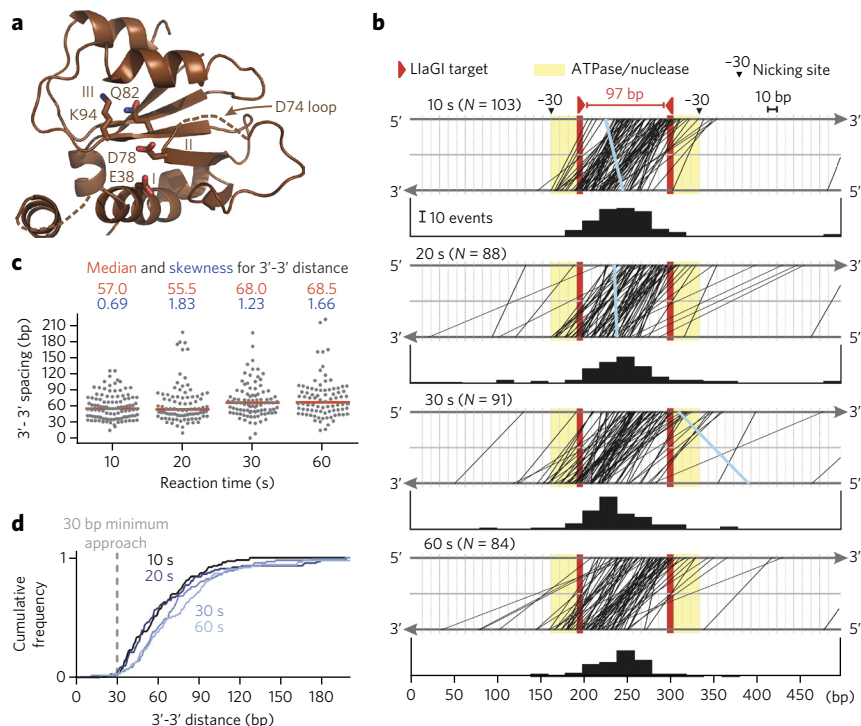 a
III
Q82
K94
D74 loop
II
D78
E38
I
b
LlaGI target
ATPase/nuclease
−30
Nicking site
10 s (N = 103)
−30
97 bp
−30
10 bp
5′
3′
3′
5′
10 events
20 s (N = 88)
5′
3′
3′
5′
30 s (N = 91)
5′
3′
3′
5′
60 s (N = 84)
5′
3′
3′
5′
0
50
100
150
200
250
300
350
400
450
(bp)
c
Median and skewness for 3′-3′ distance
57.0 55.5 68.0 68.5
0.69 1.83 1.23 1.66
3′- 3′ spacing (bp)
210
180
150
120
90
60
30
0
10 20 30 60
Reaction time (s)
d
30 bp minimum
approach
10 s
20 s
30 s
60 s
Cumulative
frequency
1
0
0 30 60 90 120 150 180
3′-3′ distance (bp)